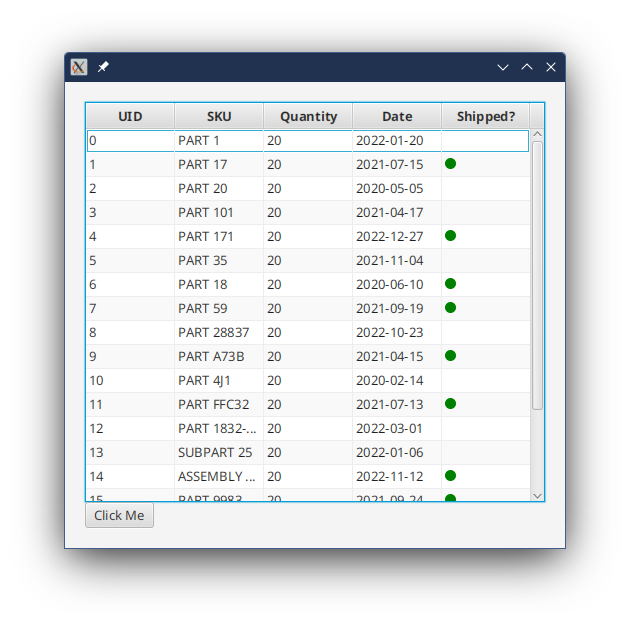 UID SKU Quantity Date Shipped?
0 PART 1 20 2022-01-20
1 PART 17 20 2021-07-15
2 PART 20 20 2020-05-05
3 PART 101 20 2021-04-17
4 PART 171 20 2022-12-27
5 PART 35 20 2021-11-04
6 PART 18 20 2020-06-10
7 PART 59 20 2021-09-19
8 PART 28837 20 2022-10-23
9 PART A73B 20 2021-04-15
10 PART 4J1 20 2020-02-14
11 PART FFC32 20 2021-07-13
12 PART 1832-... 20 2022-03-01
13 SUBPART 25 20 2022-01-06
14 ASSEMBLY ... 20 2022-11-12
15 PART 9983 20 2021-09-24
Click Me